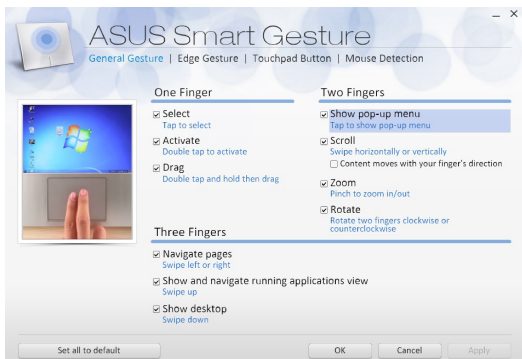 ASUS Smart Gesture
General Gesture | Edge Gesture | Touchpad Button | Mouse Detection
One Finger
Select
Tap to select
Activate
Double tap to activate
Drag
Double tap and hold then drag
Two Fingers
Show pop-up menu
Tap to show pop-up menu
Scroll
Swipe horizontally or vertically
Content moves with your finger's direction
Zoom
Pinch to zoom in/out
Rotate
Rotate two fingers clockwise or
counterclockwise
Three Fingers
Navigate pages
Swipe left or right
Show and navigate running applications view
Swipe up
Show desktop
Swipe down
Set all to default
OK
Cancel
Apply